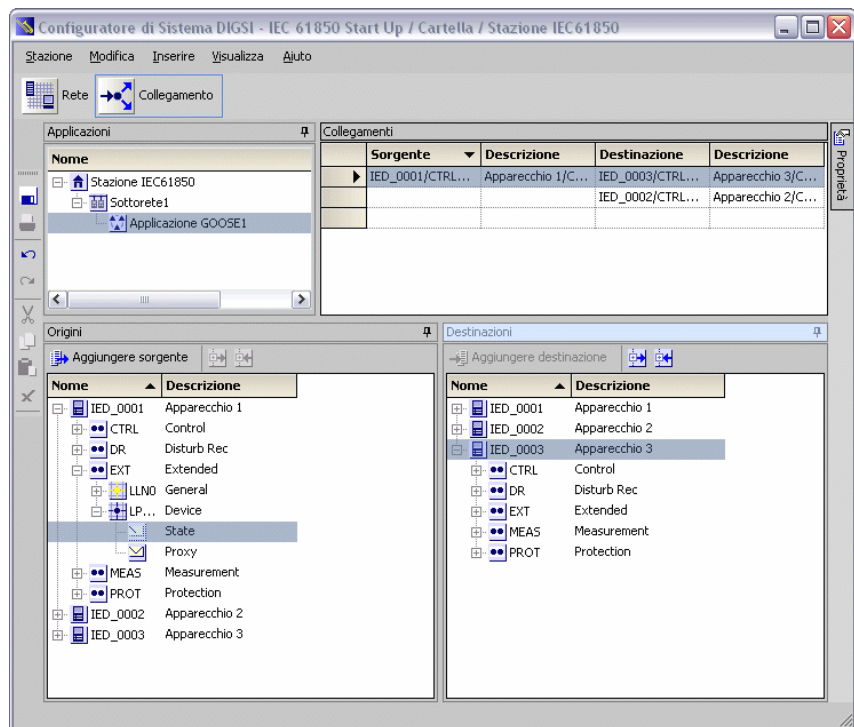 Configuratore di Sistema DIGSI - IEC 61850 Start Up / Cartella / Stazione IEC61850
Stazione Modifica Inserire Visualizza Aiuto
Rete Collegamento
Applicazioni
Nome
Stazione IEC61850
Sottorete1
Applicazione GOOSE1
Collegamenti
Sorgente Descrizione Destinazione Descrizione
IED_0001/CTRL... Apparecchio 1/C... IED_0003/CTRL... Apparecchio 3/C...
IED_0002/CTRL... Apparecchio 2/C...
Proprietà
Origini
Aggiungere sorgente
Nome Descrizione
IED_0001 Apparecchio 1
CTRL Control
DR Disturb Rec
EXT Extended
LLN0 General
LP... Device
State
Proxy
MEAS Measurement
PROT Protection
IED_0002 Apparecchio 2
IED_0003 Apparecchio 3
Destinazioni
Aggiungere destinazione
Nome Descrizione
IED_0001 Apparecchio 1
IED_0002 Apparecchio 2
IED_0003 Apparecchio 3
CTRL Control
DR Disturb Rec
EXT Extended
MEAS Measurement
PROT Protection